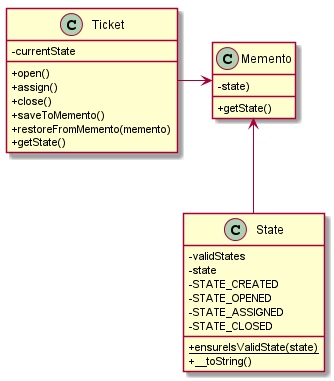 C Ticket
-currentState
+open()
+assign()
+close()
+saveToMemento()
+restoreFromMemento(memento)
+getState()
C Memento
-state)
+getState()
C State
-validStates
-state
-STATE_CREATED
-STATE_OPENED
-STATE_ASSIGNED
-STATE_CLOSED
+ensureIsValidState(state)
+__toString()